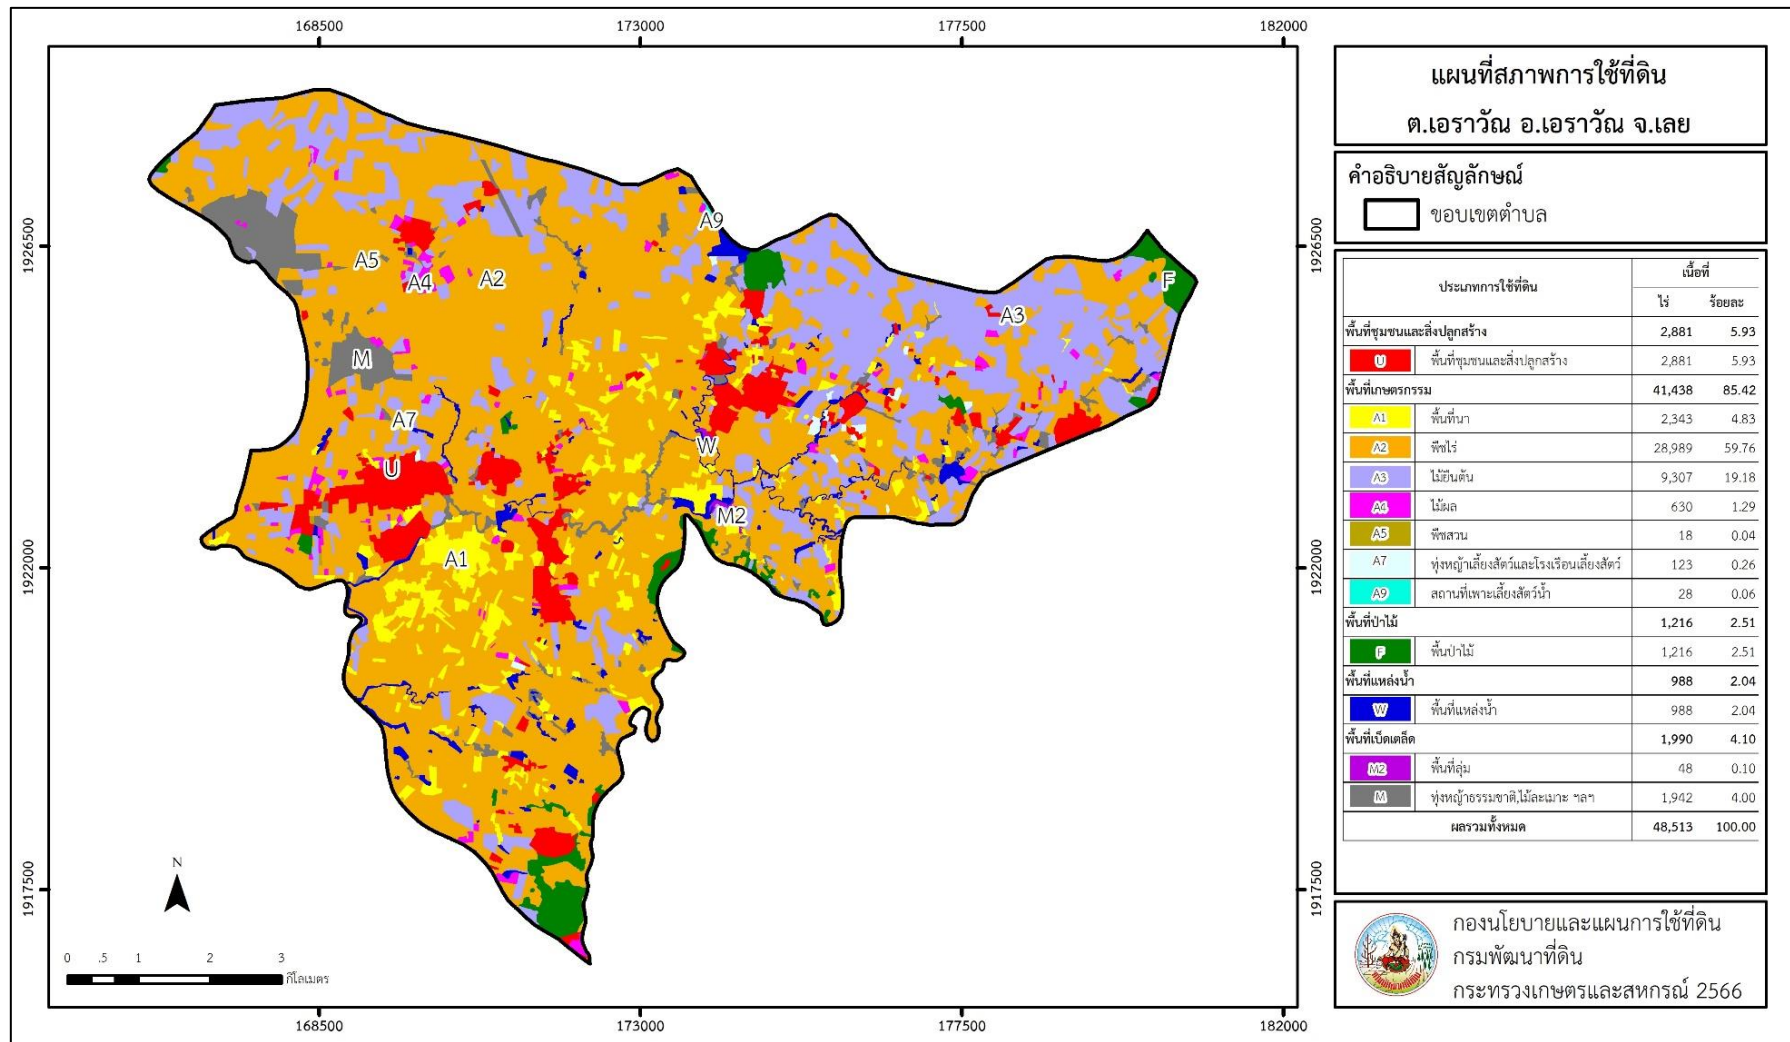 168500 173000 177500 182000
1926500 1926500
1922000 1922000
1917500 1917500
168500 173000 177500 182000
A9
A5
A4
A2
F
A3
M
A7
W
U
M2
A1
N
0 .5 1 2 3
กิโลเมตร
แผนที่สภาพการใช้ที่ดิน
ต.เอราวัณ อ.เอราวัณ จ.เลย
คำอธิบายสัญลักษณ์
ขอบเขตตำบล
ประเภทการใช้ที่ดิน เนื้อที่
ไร่ ร้อยละ
พื้นที่ชุมชนและสิ่งปลูกสร้าง 2,881 5.93
U พื้นที่ชุมชนและสิ่งปลูกสร้าง 2,881 5.93
พื้นที่เกษตรกรรม 41,438 85.42
A1 พื้นที่นา 2,343 4.83
A2 พืชไร่ 28,989 59.76
A3 ไม้ยืนต้น 9,307 19.18
A4 ไม้ผล 630 1.29
A5 พืชสวน 18 0.04
A7 ทุ่งหญ้าเลี้ยงสัตว์และโรงเรือนเลี้ยงสัตว์ 123 0.26
A9 สถานที่เพาะเลี้ยงสัตว์น้ำ 28 0.06
พื้นที่ป่าไม้ 1,216 2.51
F พื้นป่าไม้ 1,216 2.51
พื้นที่แหล่งน้ำ 988 2.04
W พื้นที่แหล่งน้ำ 988 2.04
พื้นที่เบ็ดเตล็ด 1,990 4.10
M2 พื้นที่ลุ่ม 48 0.10
M ทุ่งหญ้าธรรมชาติ,ไม้ละเมาะ ฯลฯ 1,942 4.00
ผลรวมทั้งหมด 48,513 100.00
กองนโยบายและแผนการใช้ที่ดิน
กรมพัฒนาที่ดิน
กระทรวงเกษตรและสหกรณ์ 2566